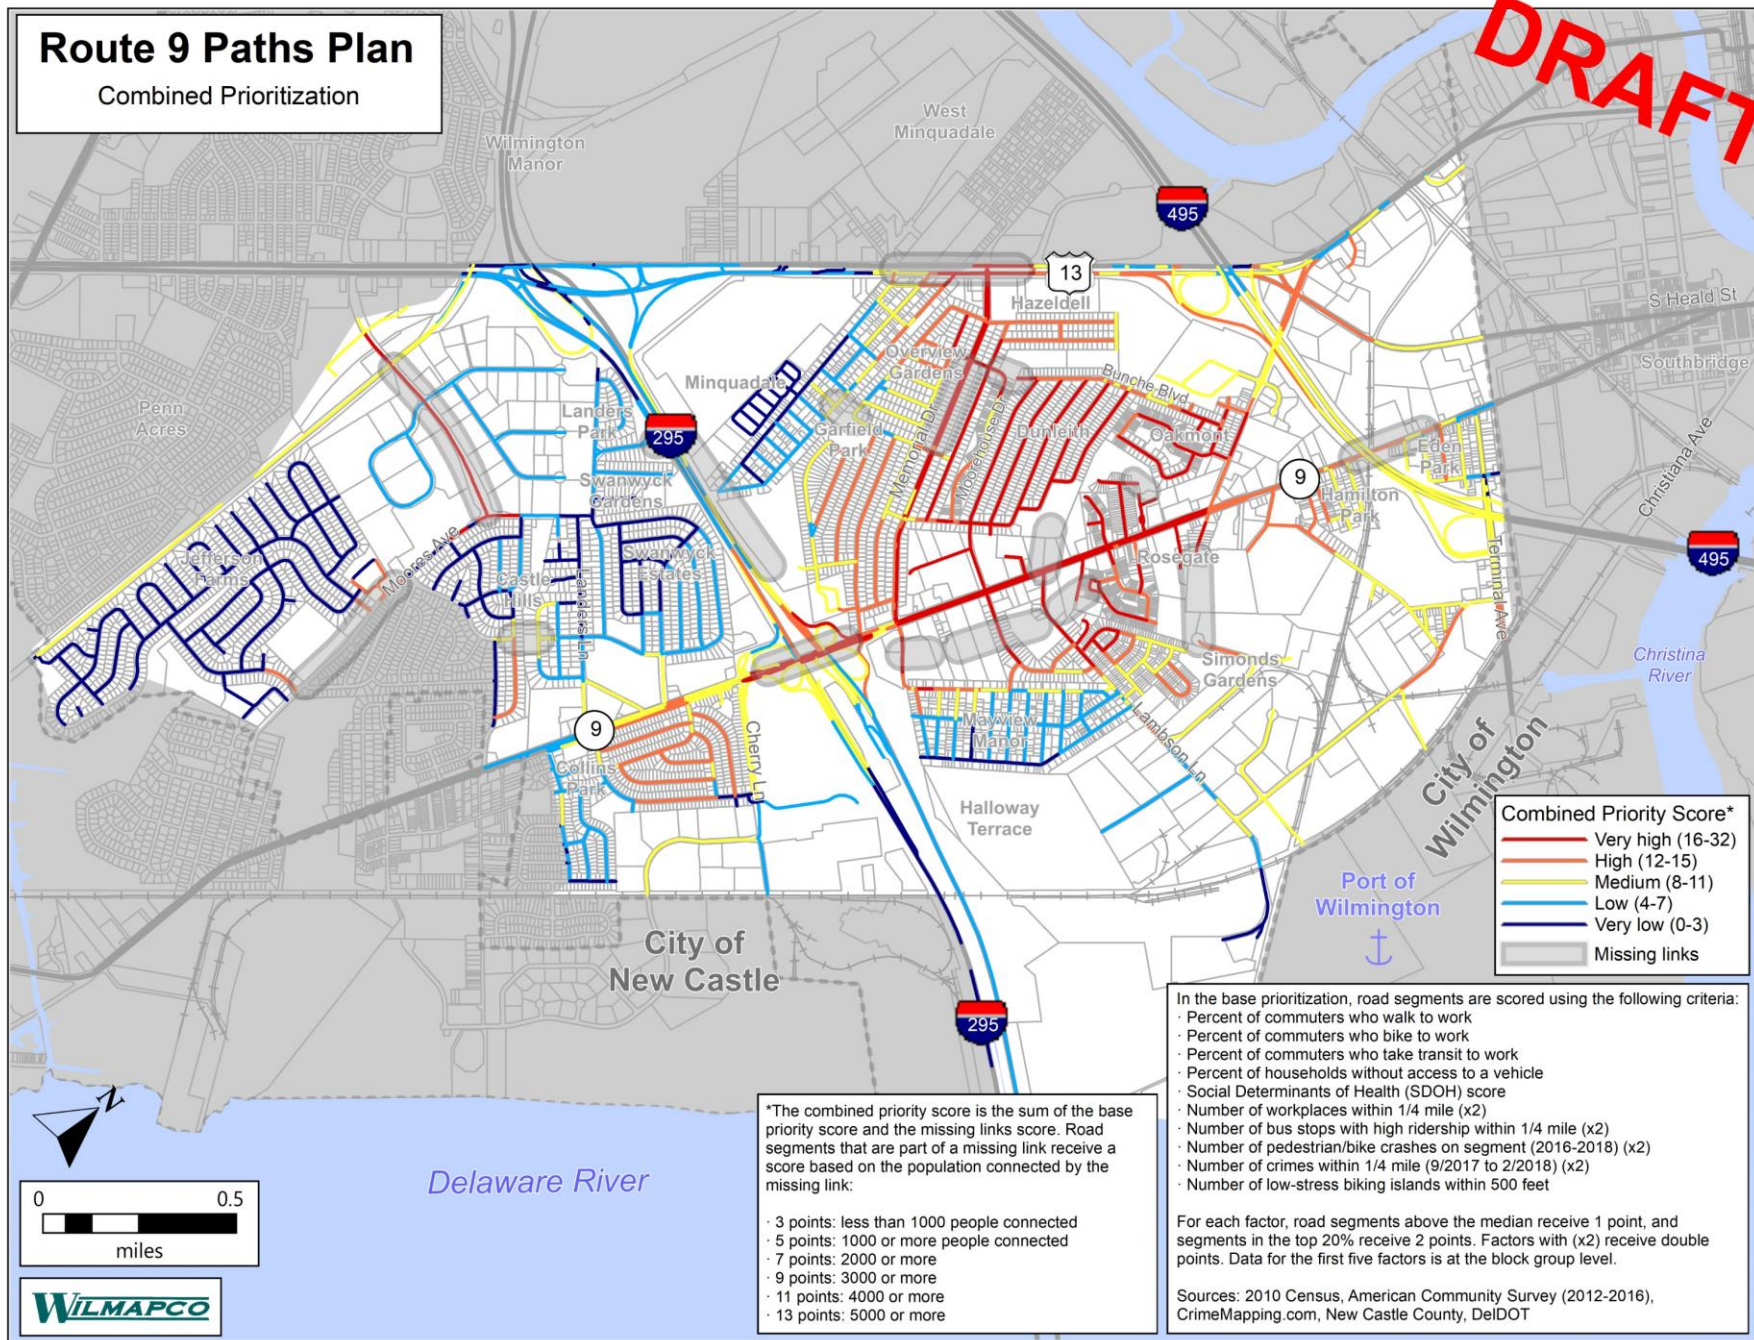 Route 9 Paths Plan
Combined Prioritization
DRAFT
West
Minquadale
Wilmington
Manor
495
13
Hazeldell
S Heald St
Southbridge
Overview
Gardens
Minquadale
Bunche Blvd
Penn
Acres
Landers
Park
295
Garfield
Park
Memorial Dr
Moorehouse Dr
Dunleith
Oakmont
Eden
Park
Christiana Ave
9
Swanwyck
Gardens
Hamilton
Park
Moores Ave
Jefferson
Farms
Castle
Hills
Landers Ln
Swanwyck
Estates
Rosegate
Terminal Ave
495
Simonds
Gardens
Christina
River
9
Cherry Ln
Mayview
Manor
Lambson Ln
Collins
Park
City of
Wilmington
Halloway
Terrace
Port of
Wilmington
City of
New Castle
295
Combined Priority Score*
Very high (16-32)
High (12-15)
Medium (8-11)
Low (4-7)
Very low (0-3)
Missing links
N
0 0.5
miles
WILMAPCO
Delaware River
*The combined priority score is the sum of the base
priority score and the missing links score. Road
segments that are part of a missing link receive a
score based on the population connected by the
missing link:
· 3 points: less than 1000 people connected
· 5 points: 1000 or more people connected
· 7 points: 2000 or more
· 9 points: 3000 or more
· 11 points: 4000 or more
· 13 points: 5000 or more
In the base prioritization, road segments are scored using the following criteria:
· Percent of commuters who walk to work
· Percent of commuters who bike to work
· Percent of commuters who take transit to work
· Percent of households without access to a vehicle
· Social Determinants of Health (SDOH) score
· Number of workplaces within 1/4 mile (x2)
· Number of bus stops with high ridership within 1/4 mile (x2)
· Number of pedestrian/bike crashes on segment (2016-2018) (x2)
· Number of crimes within 1/4 mile (9/2017 to 2/2018) (x2)
· Number of low-stress biking islands within 500 feet
For each factor, road segments above the median receive 1 point, and
segments in the top 20% receive 2 points. Factors with (x2) receive double
points. Data for the first five factors is at the block group level.
Sources: 2010 Census, American Community Survey (2012-2016),
CrimeMapping.com, New Castle County, DelDOT